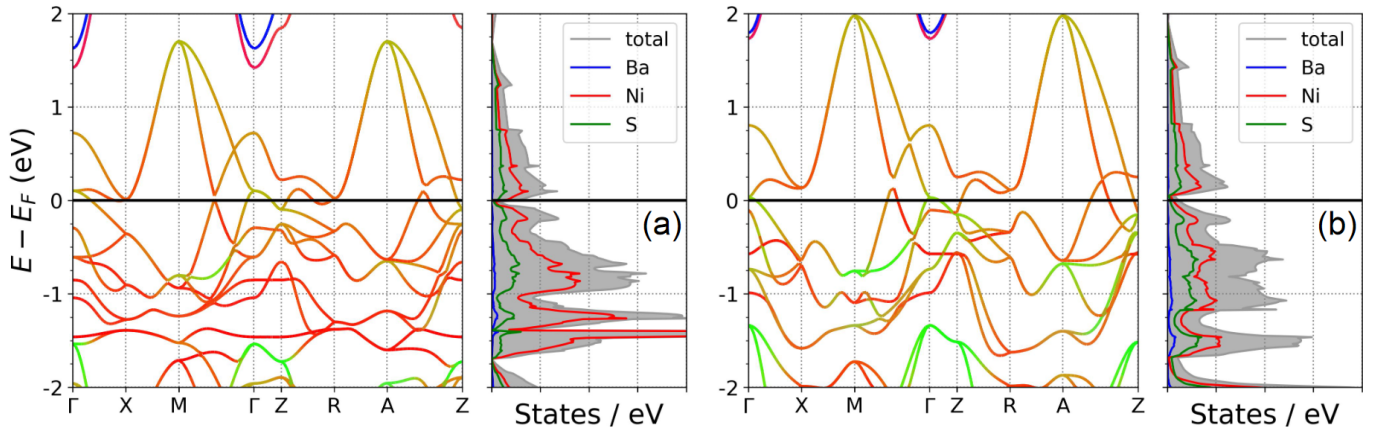 E − E_F (eV)
2
1
0
-1
-2
Γ X M Γ Z R A Z
total
Ba
Ni
S
(a)
States / eV
2
1
0
-1
-2
Γ X M Γ Z R A Z
total
Ba
Ni
S
(b)
States / eV